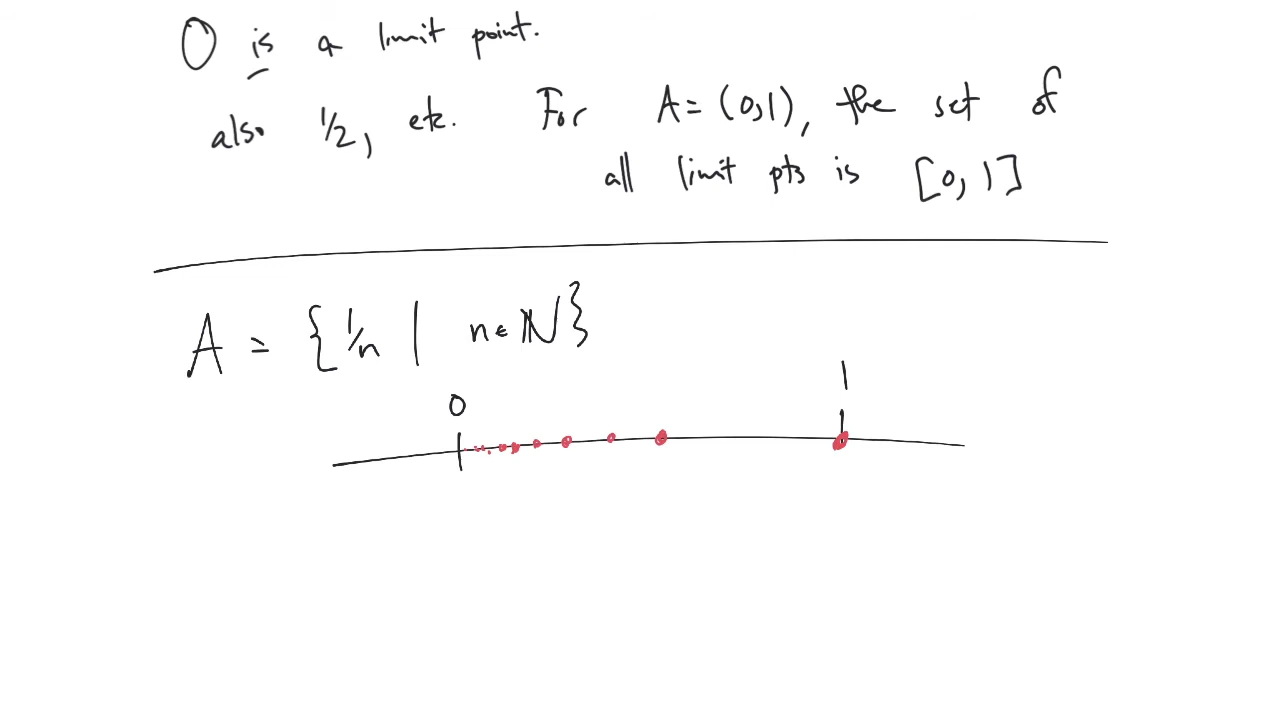 0 is a limit point.
also 1/2, etc. For A = (0,1), the set of
all limit pts is [0, 1]
A = {1/n | n ∈ ℕ}
0 1